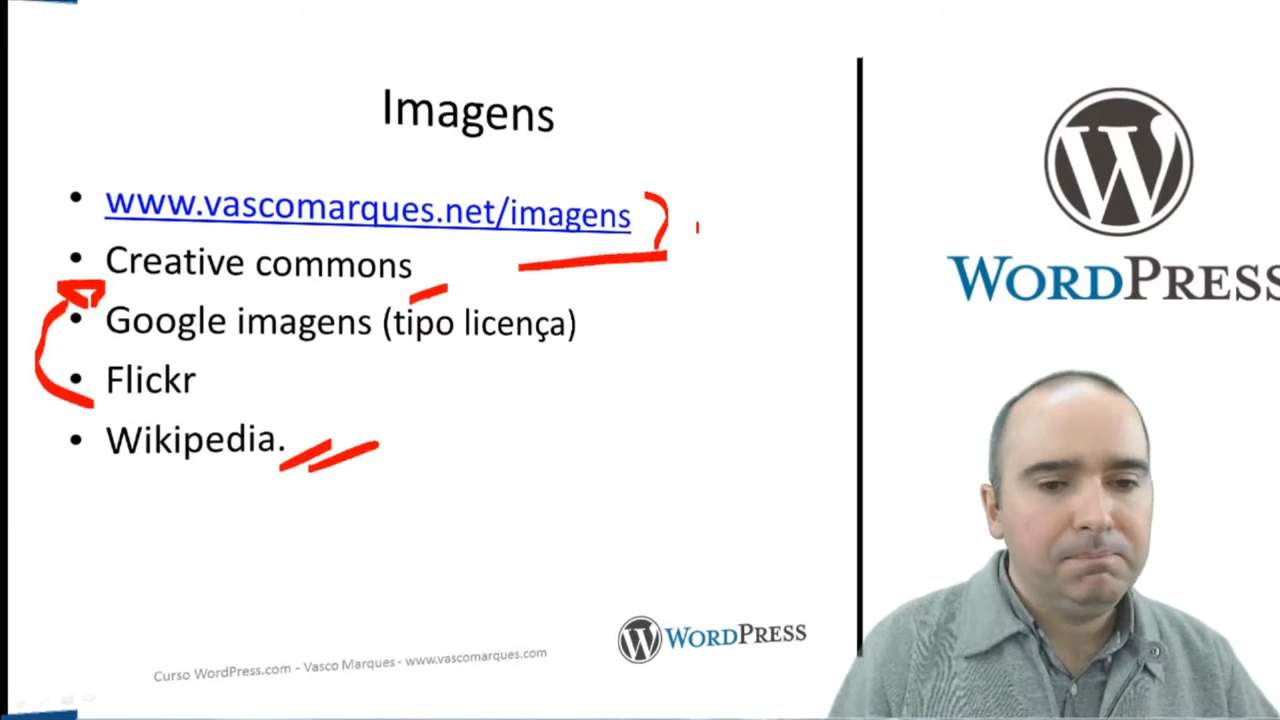 Imagens
www.vascomarques.net/imagens
Creative commons
Google imagens (tipo licença)
Flickr
Wikipedia.
Curso WordPress.com - Vasco Marques - www.vascomarques.com
WORDPRESS
WORDPRESS